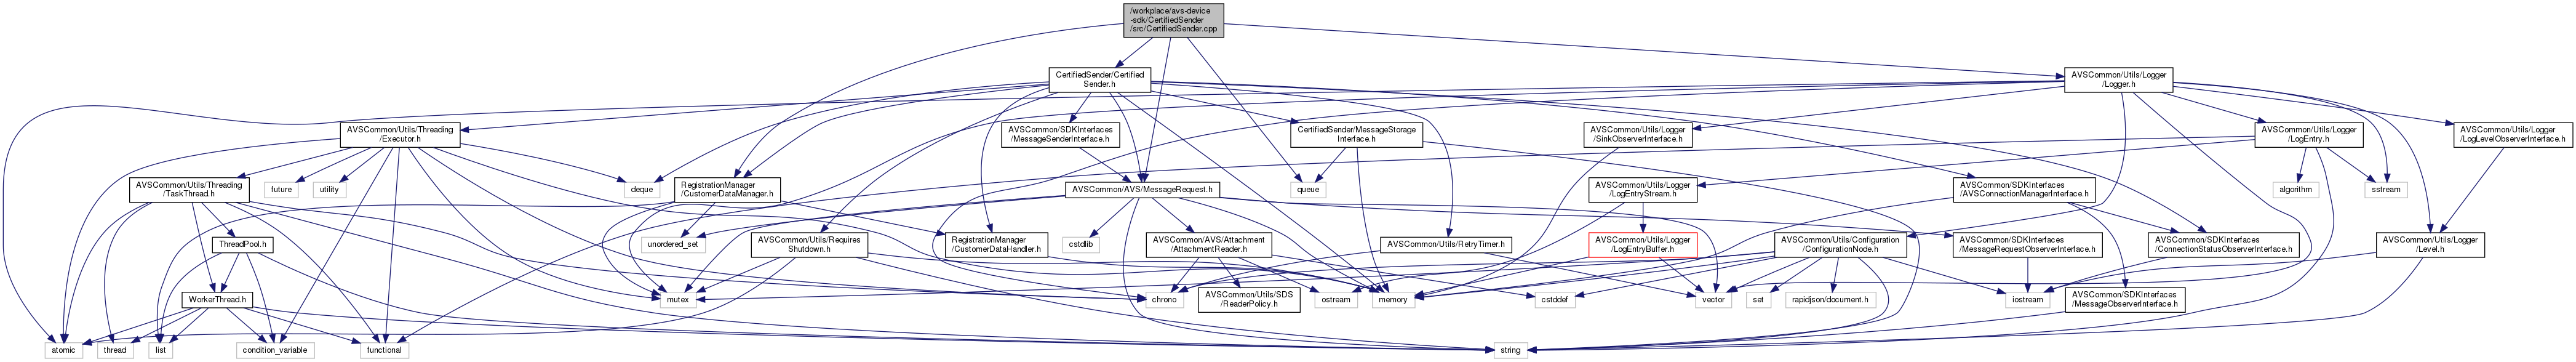 /workplace/avs-device
-sdk/CertifiedSender
/src/CertifiedSender.cpp
CertifiedSender/Certified
Sender.h
AVSCommon/Utils/Logger
/Logger.h
AVSCommon/Utils/Threading
/Executor.h
AVSCommon/SDKInterfaces
/MessageSenderInterface.h
CertifiedSender/MessageStorage
Interface.h
AVSCommon/Utils/Logger
/SinkObserverInterface.h
AVSCommon/Utils/Logger
/LogEntry.h
AVSCommon/Utils/Logger
/LogLevelObserverInterface.h
AVSCommon/Utils/Threading
/TaskThread.h
future
utility
deque
RegistrationManager
/CustomerDataManager.h
AVSCommon/AVS/MessageRequest.h
queue
AVSCommon/Utils/Logger
/LogEntryStream.h
AVSCommon/SDKInterfaces
/AVSConnectionManagerInterface.h
algorithm
sstream
ThreadPool.h
unordered_set
AVSCommon/Utils/Requires
Shutdown.h
RegistrationManager
/CustomerDataHandler.h
cstdlib
AVSCommon/AVS/Attachment
/AttachmentReader.h
AVSCommon/Utils/RetryTimer.h
AVSCommon/Utils/Logger
/LogEntryBuffer.h
AVSCommon/Utils/Configuration
/ConfigurationNode.h
AVSCommon/SDKInterfaces
/MessageRequestObserverInterface.h
AVSCommon/SDKInterfaces
/ConnectionStatusObserverInterface.h
AVSCommon/Utils/Logger
/Level.h
WorkerThread.h
mutex
chrono
AVSCommon/Utils/SDS
/ReaderPolicy.h
ostream
memory
cstddef
vector
set
rapidjson/document.h
iostream
AVSCommon/SDKInterfaces
/MessageObserverInterface.h
atomic
thread
list
condition_variable
functional
string